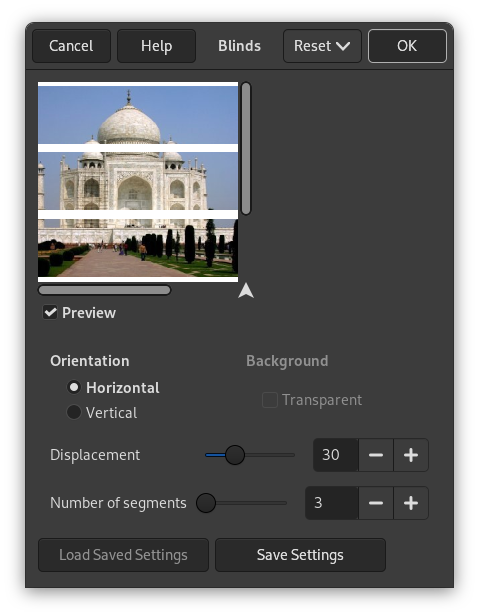 Cancel Help Blinds Reset OK
Preview
Orientation Background
Horizontal
Transparent
Vertical
Displacement 30
Number of segments 3
Load Saved Settings Save Settings